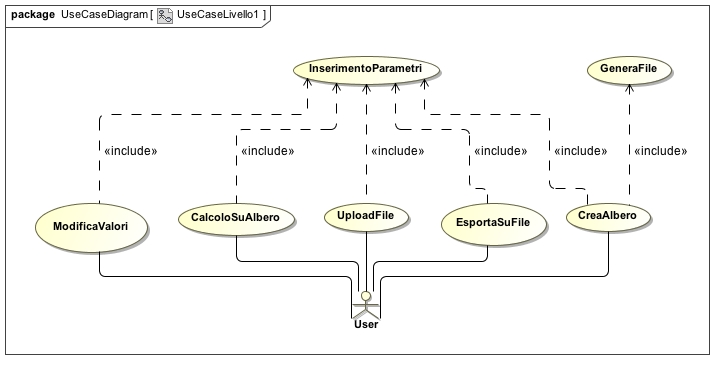 package UseCaseDiagram [ UseCaseLivello1 ]
InserimentoParametri
GeneraFile
«include»
«include»
«include»
«include»
«include»
«include»
ModificaValori
CalcoloSuAlbero
UploadFile
EsportaSuFile
CreaAlbero
User